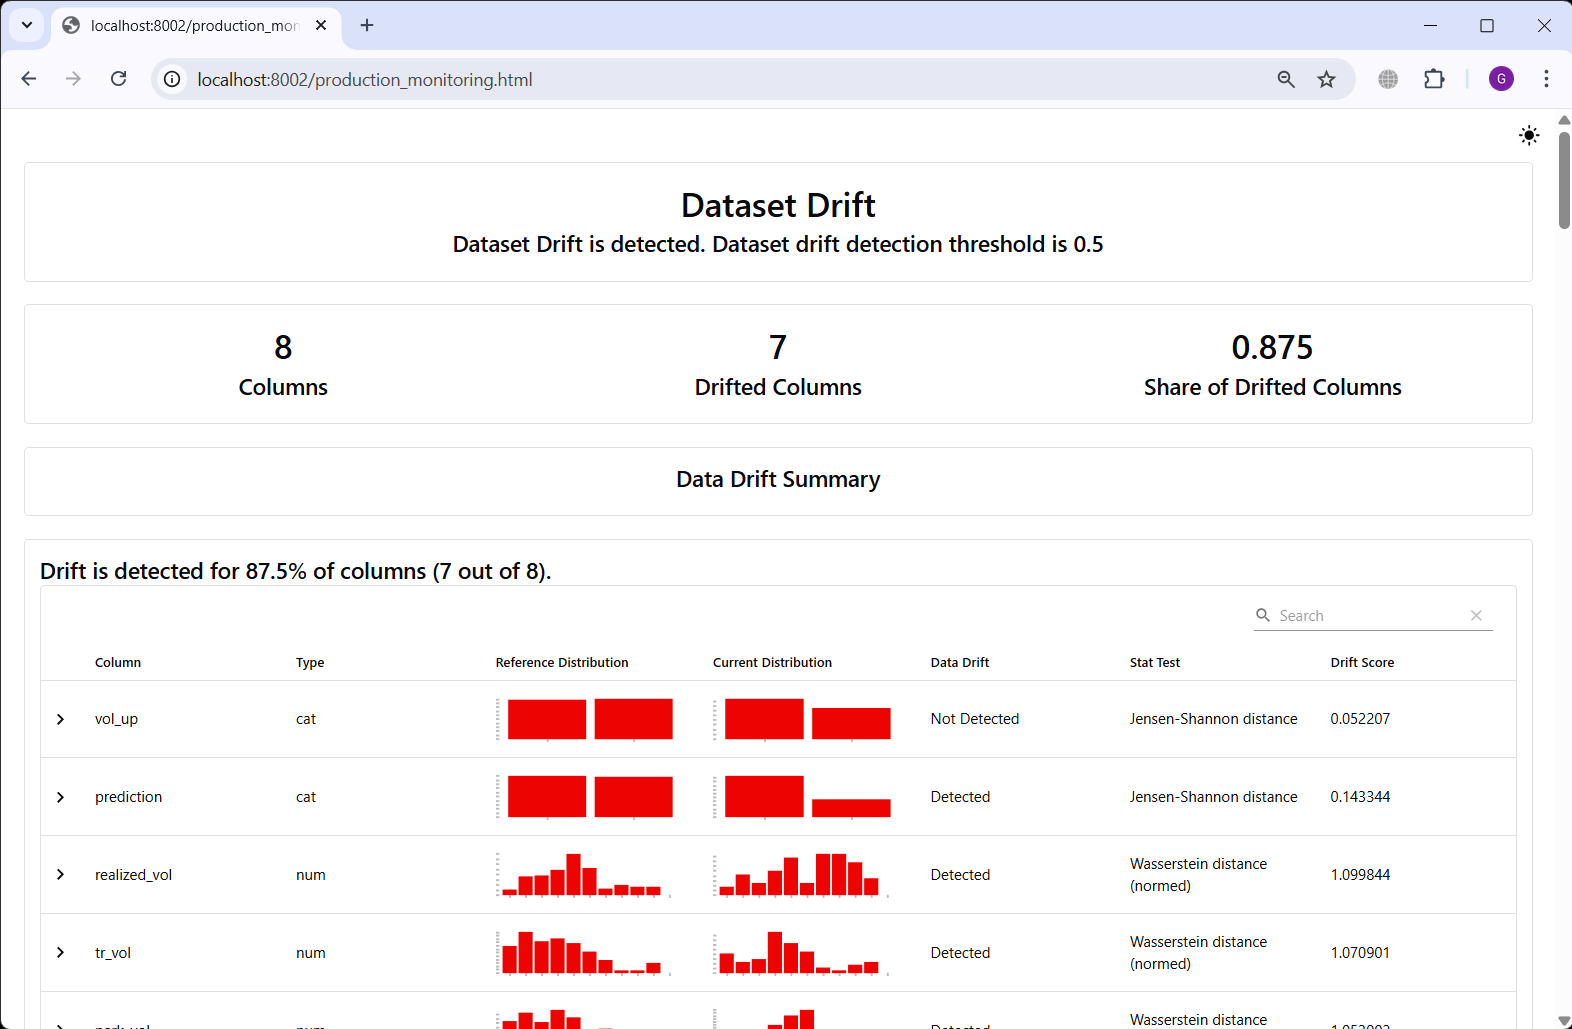 localhost:8002/production_mon
localhost:8002/production_monitoring.html
G
Dataset Drift
Dataset Drift is detected. Dataset drift detection threshold is 0.5
8 7 0.875
Columns Drifted Columns Share of Drifted Columns
Data Drift Summary
Drift is detected for 87.5% of columns (7 out of 8).
Search
Column Type Reference Distribution Current Distribution Data Drift Stat Test Drift Score
vol_up cat Not Detected Jensen-Shannon distance 0.052207
prediction cat Detected Jensen-Shannon distance 0.143344
realized_vol num Detected Wasserstein distance (normed) 1.099844
tr_vol num Detected Wasserstein distance (normed) 1.070901
Wasserstein distance